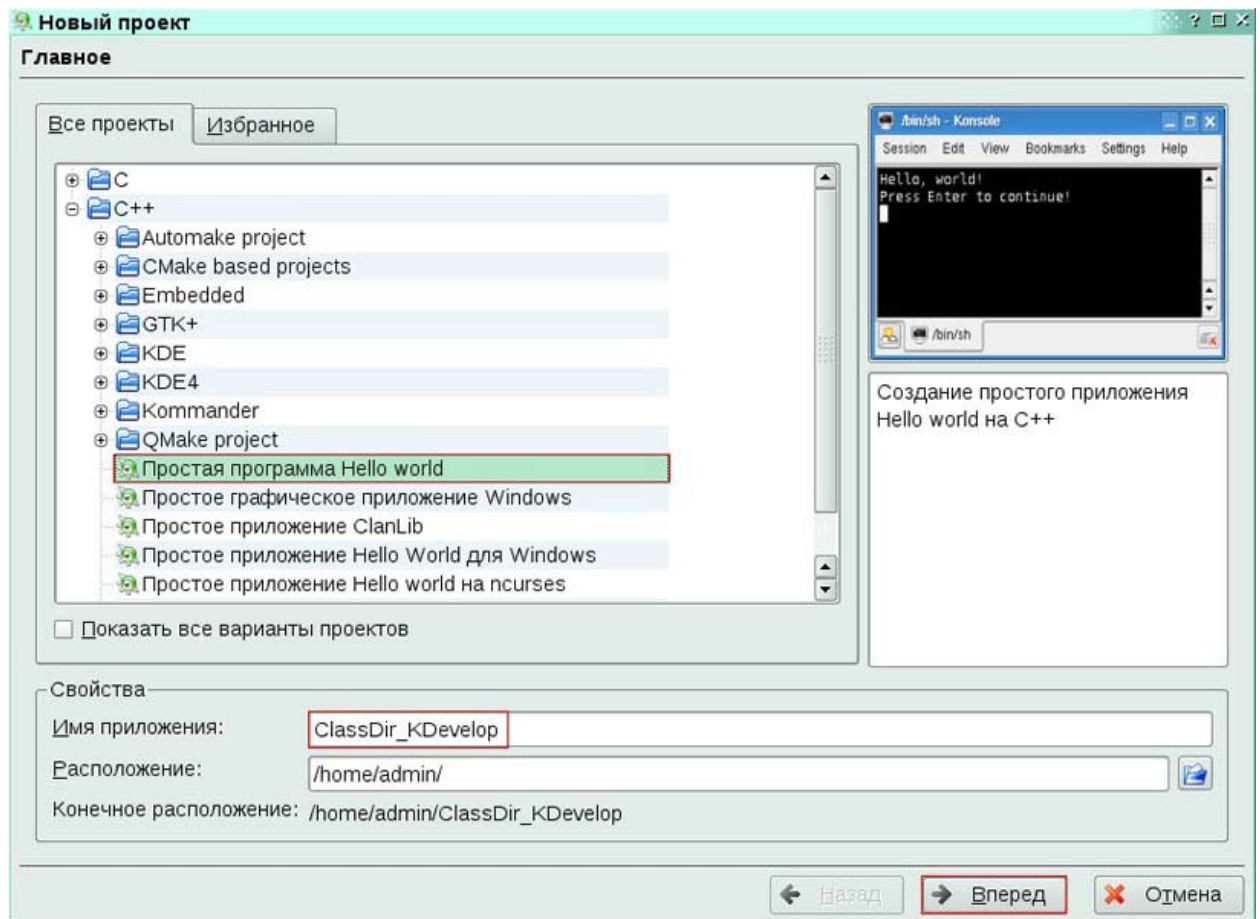 Новый проект
Главное
Все проекты
Избранное
C
C++
Automake project
CMake based projects
Embedded
GTK+
KDE
KDE4
Kommander
QMake project
Простая программа Hello world
Простое графическое приложение Windows
Простое приложение ClanLib
Простое приложение Hello World для Windows
Простое приложение Hello world на ncurses
Показать все варианты проектов
/bin/sh - Konsole
Session Edit View Bookmarks Settings Help
Hello, world!
Press Enter to continue!
/bin/sh
Создание простого приложения
Hello world на C++
Свойства
Имя приложения: ClassDir_KDevelop
Расположение: /home/admin/
Конечное расположение: /home/admin/ClassDir_KDevelop
Назад Вперед Отмена